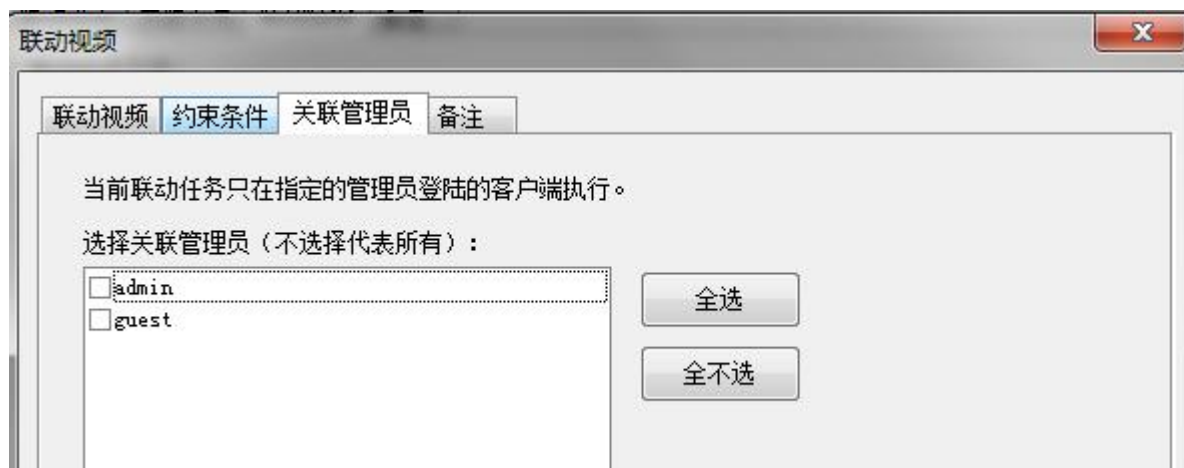 联动视频
联动视频 约束条件 关联管理员 备注
当前联动任务只在指定的管理员登陆的客户端执行。
选择关联管理员（不选择代表所有）：
admin
全选
guest
全不选